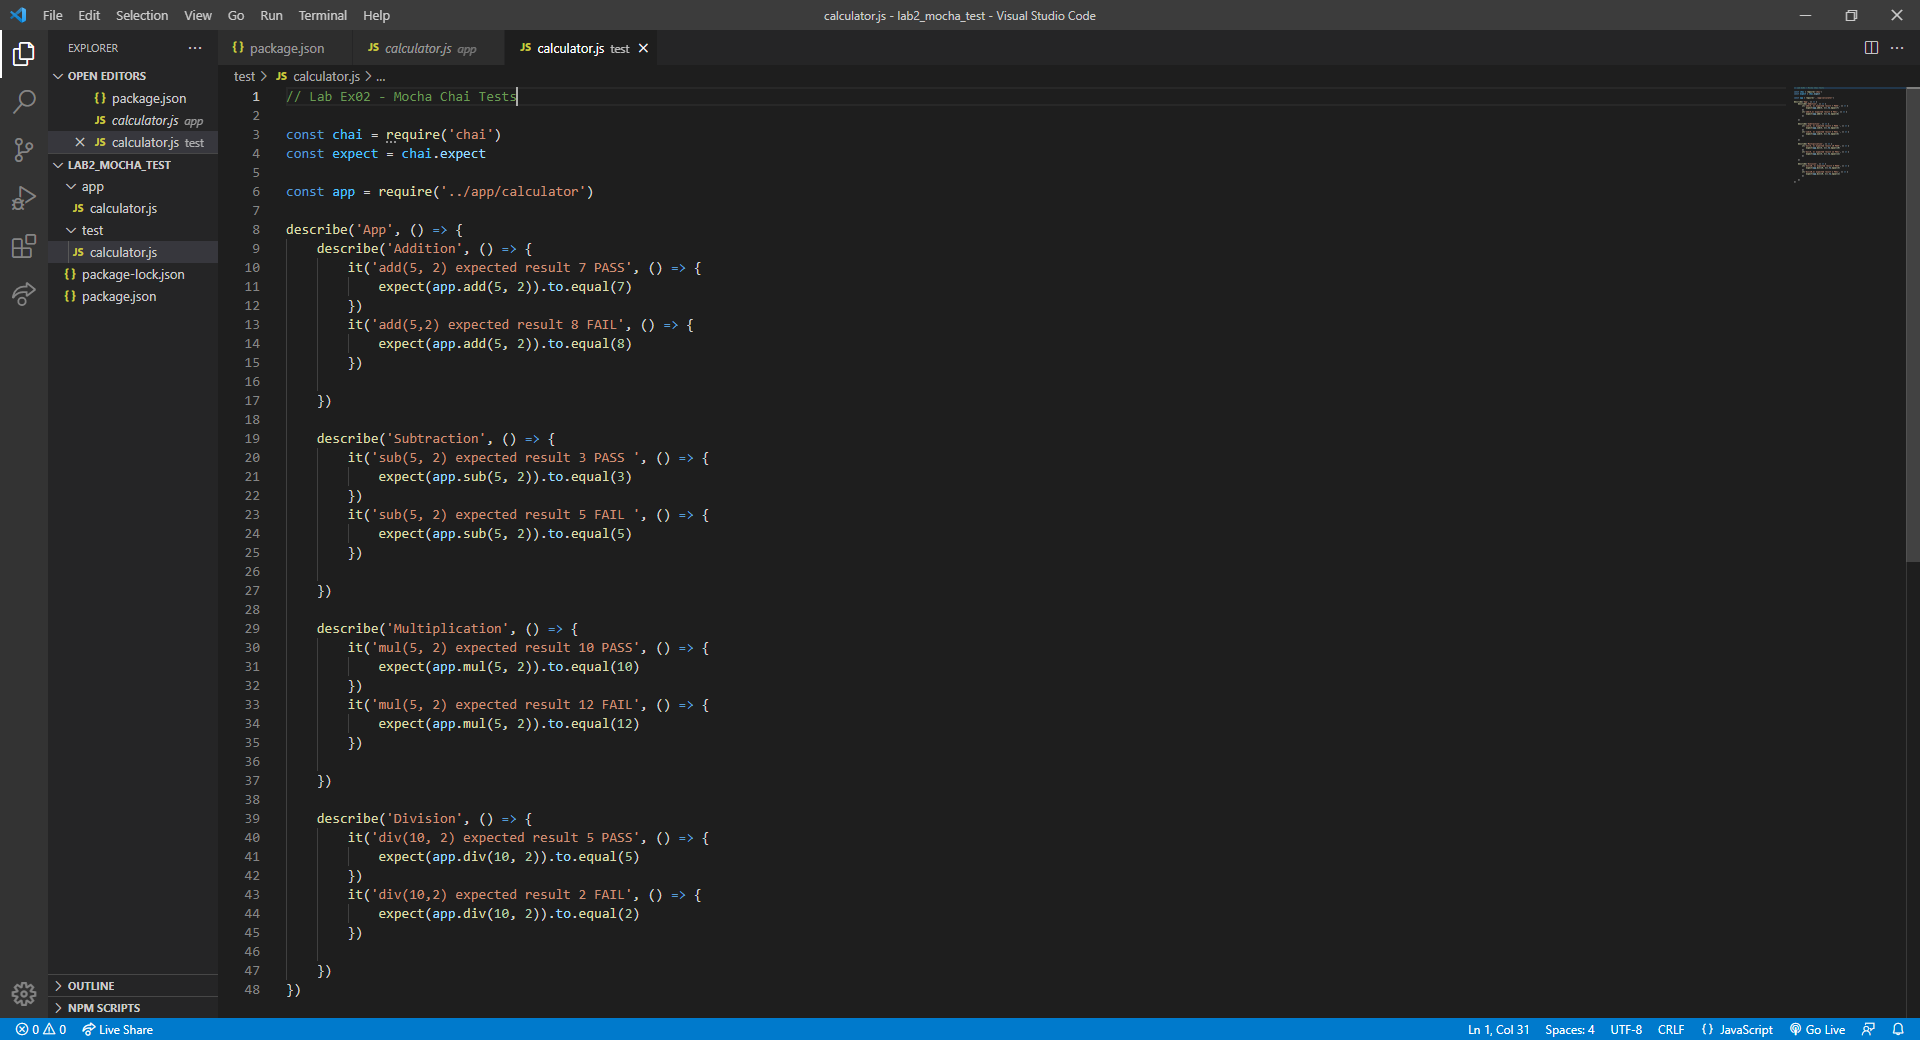 File Edit Selection View Go Run Terminal Help
calculator.js - lab2_mocha_test - Visual Studio Code
EXPLORER
OPEN EDITORS
{} package.json
JS calculator.js app
JS calculator.js test
LAB2_MOCHA_TEST
app
JS calculator.js
test
JS calculator.js
{} package-lock.json
{} package.json
OUTLINE
NPM SCRIPTS
{} package.json
JS calculator.js app
JS calculator.js test
test > JS calculator.js > ...
1 // Lab Ex02 - Mocha Chai Tests
2
3 const chai = require('chai')
4 const expect = chai.expect
5
6 const app = require('../app/calculator')
7
8 describe('App', () => {
9 describe('Addition', () => {
10 it('add(5, 2) expected result 7 PASS', () => {
11 expect(app.add(5, 2)).to.equal(7)
12 })
13 it('add(5,2) expected result 8 FAIL', () => {
14 expect(app.add(5, 2)).to.equal(8)
15 })
16
17 })
18
19 describe('Subtraction', () => {
20 it('sub(5, 2) expected result 3 PASS ', () => {
21 expect(app.sub(5, 2)).to.equal(3)
22 })
23 it('sub(5, 2) expected result 5 FAIL ', () => {
24 expect(app.sub(5, 2)).to.equal(5)
25 })
26
27 })
28
29 describe('Multiplication', () => {
30 it('mul(5, 2) expected result 10 PASS', () => {
31 expect(app.mul(5, 2)).to.equal(10)
32 })
33 it('mul(5, 2) expected result 12 FAIL', () => {
34 expect(app.mul(5, 2)).to.equal(12)
35 })
36
37 })
38
39 describe('Division', () => {
40 it('div(10, 2) expected result 5 PASS', () => {
41 expect(app.div(10, 2)).to.equal(5)
42 })
43 it('div(10,2) expected result 2 FAIL', () => {
44 expect(app.div(10, 2)).to.equal(2)
45 })
46
47 })
48 })
0 0 Live Share
Ln 1, Col 31 Spaces: 4 UTF-8 CRLF {} JavaScript Go Live